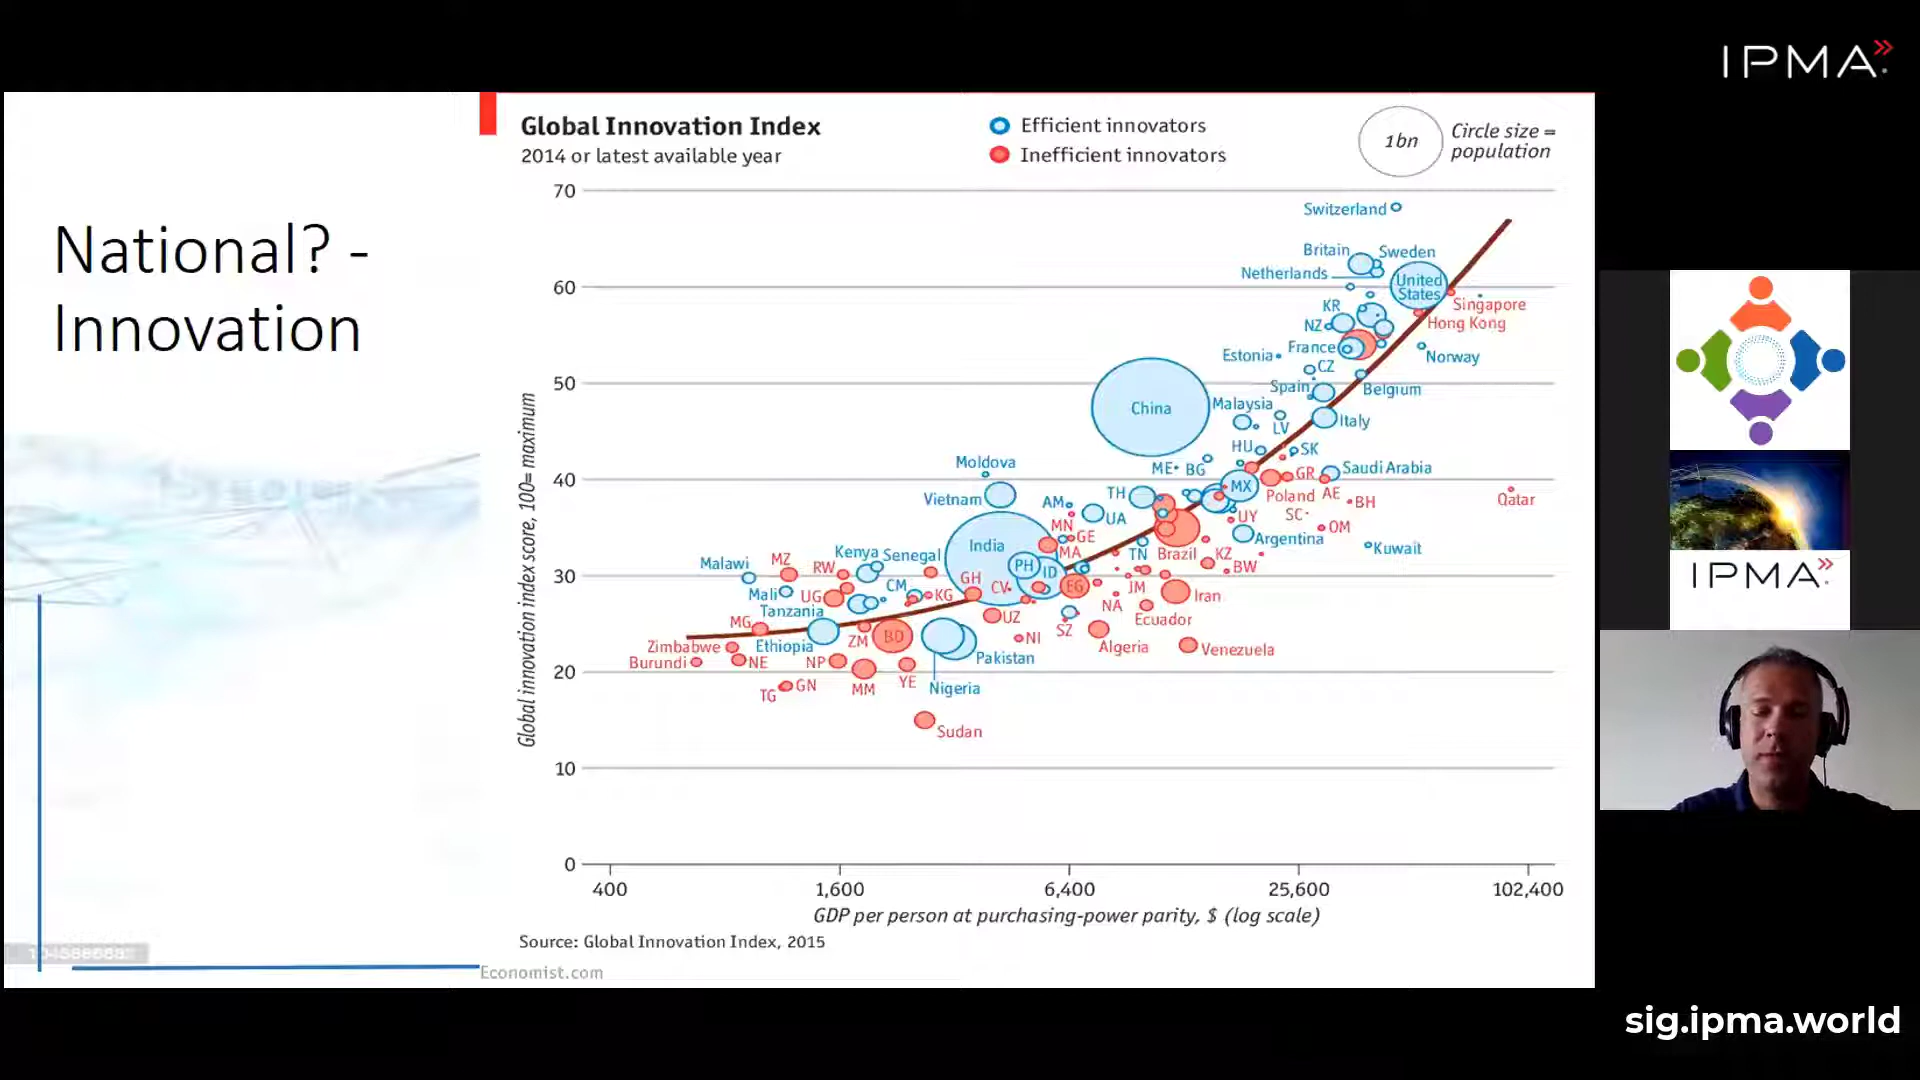 IPMA
National? -
Innovation
Global Innovation Index
2014 or latest available year
Efficient innovators
Inefficient innovators
1bn
Circle size =
population
Global innovation index score, 100= maximum
70
60
50
40
30
20
10
0
Switzerland
Britain
Sweden
Netherlands
United
States
Singapore
KR
NZ
Hong Kong
Estonia
France
Norway
CZ
Spain
Belgium
China
Malaysia
LV
Italy
HU
SK
Moldova
ME
BG
GR
Saudi Arabia
Vietnam
AM
TH
MX
Poland
AE
BH
Qatar
UA
SC
MN
UY
OM
GE
India
MA
TN
Brazil
Argentina
Kuwait
KZ
BW
Kenya
Senegal
Malawi
MZ
RW
PH
ID
GH
CV
EG
JM
Iran
Mali
UG
CM
KG
NA
Tanzania
UZ
SZ
Ecuador
MG
ZM
BD
NI
Zimbabwe
Ethiopia
Algeria
Venezuela
Burundi
NE
NP
Pakistan
TG
GN
MM
YE
Nigeria
Sudan
400
1,600
6,400
25,600
102,400
GDP per person at purchasing-power parity, $ (log scale)
Source: Global Innovation Index, 2015
Economist.com
IPMA
sig.ipma.world